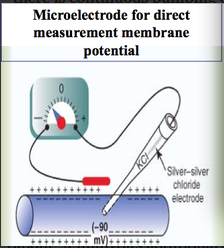 Microelectrode for direct
measurement membrane
potential
0
− +
KCl
Silver–silver
chloride
electrode
+ + + + + + + + + + +
− − − − − − − − −
(−90
mV)
− − − − − − − − −
+ + + + + + + + + + + + + +